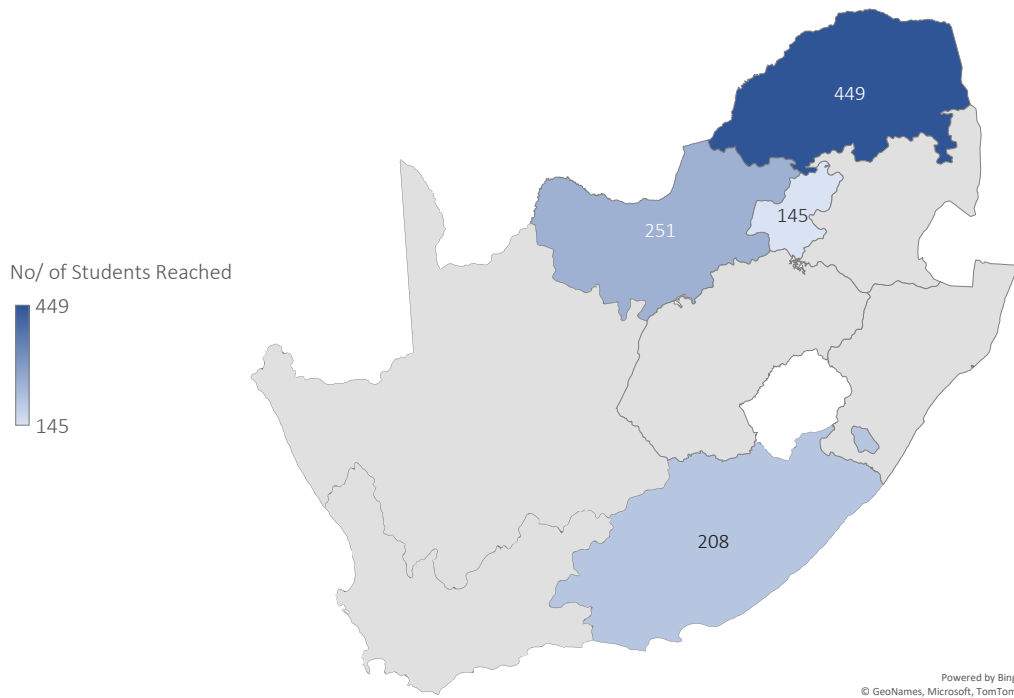 449
251
145
No/ of Students Reached
449
145
208
Powered by Bing
© GeoNames, Microsoft, TomTom